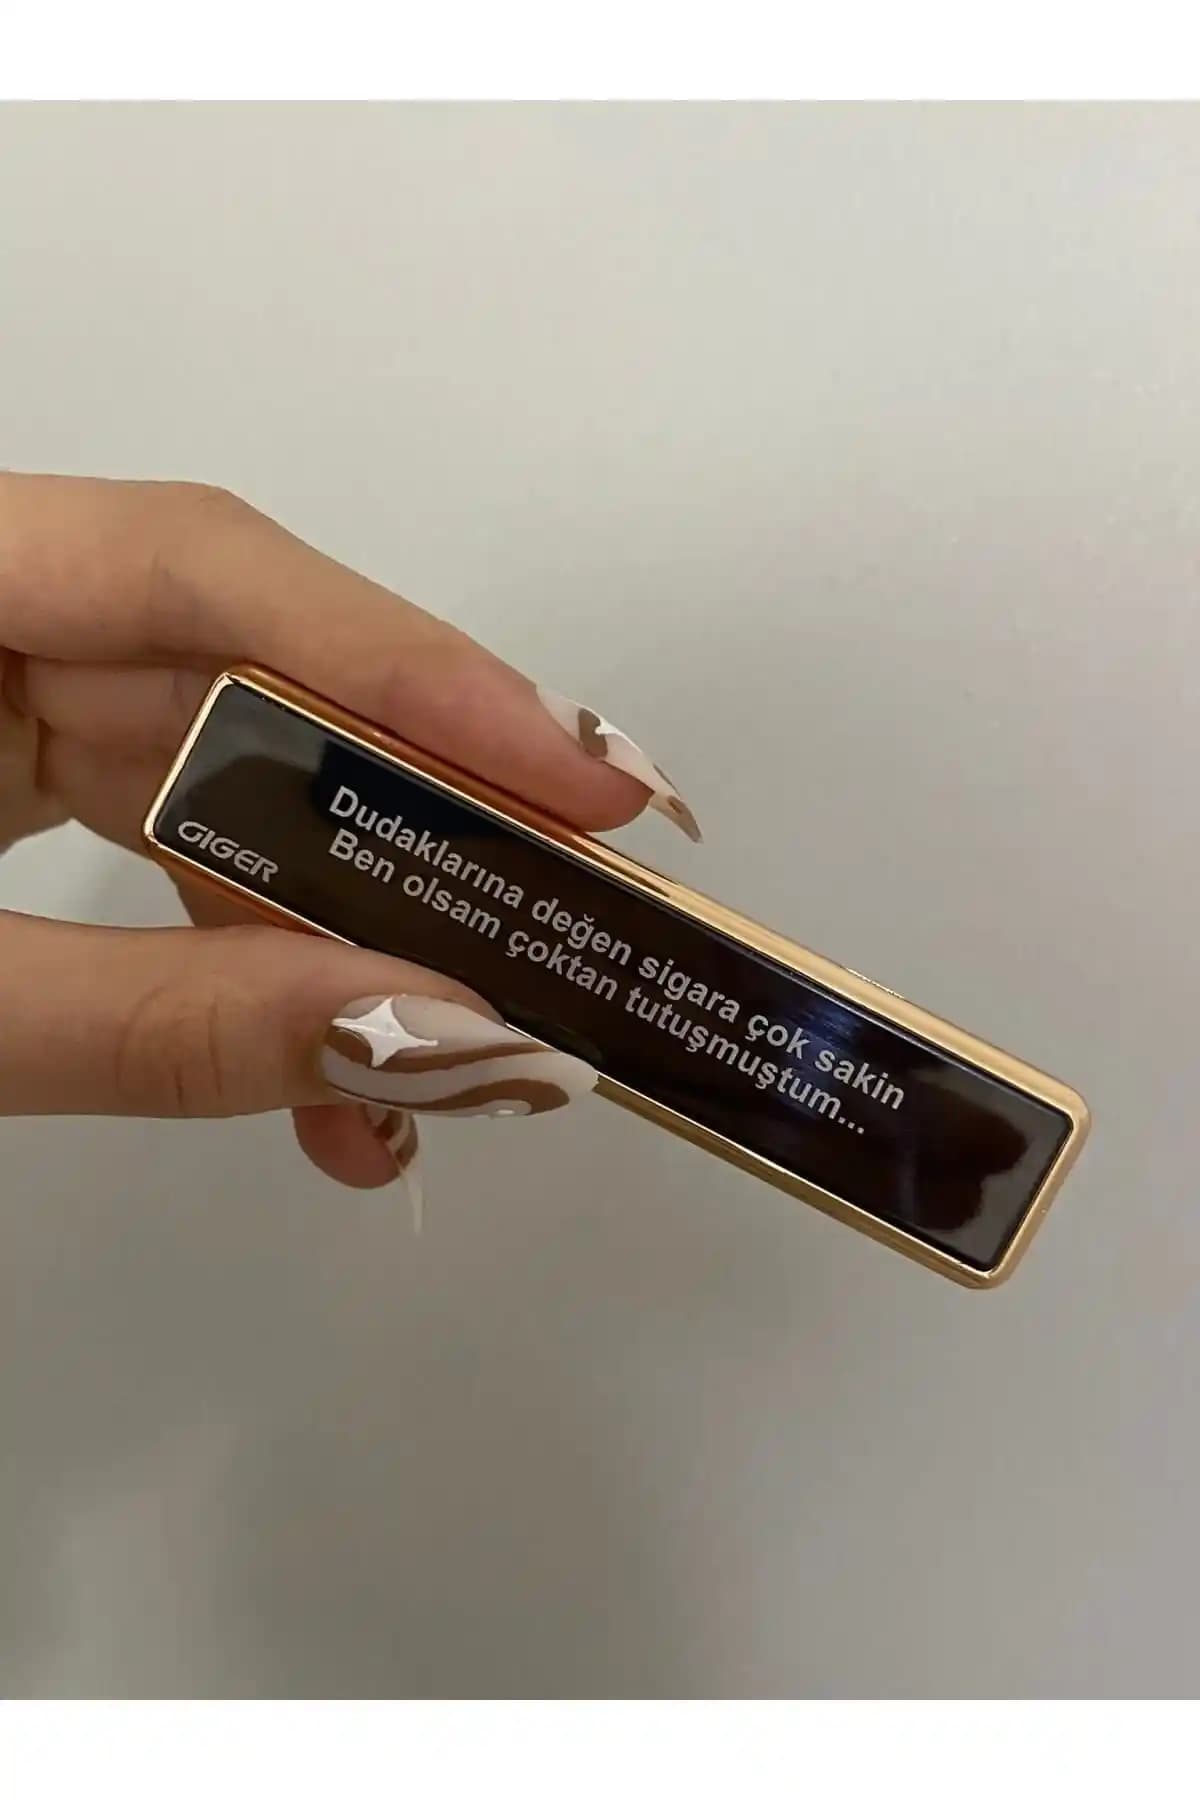 GIGER
Dudaklarına değen sigara çok sakin
Ben olsam çoktan tutuşmuştum...